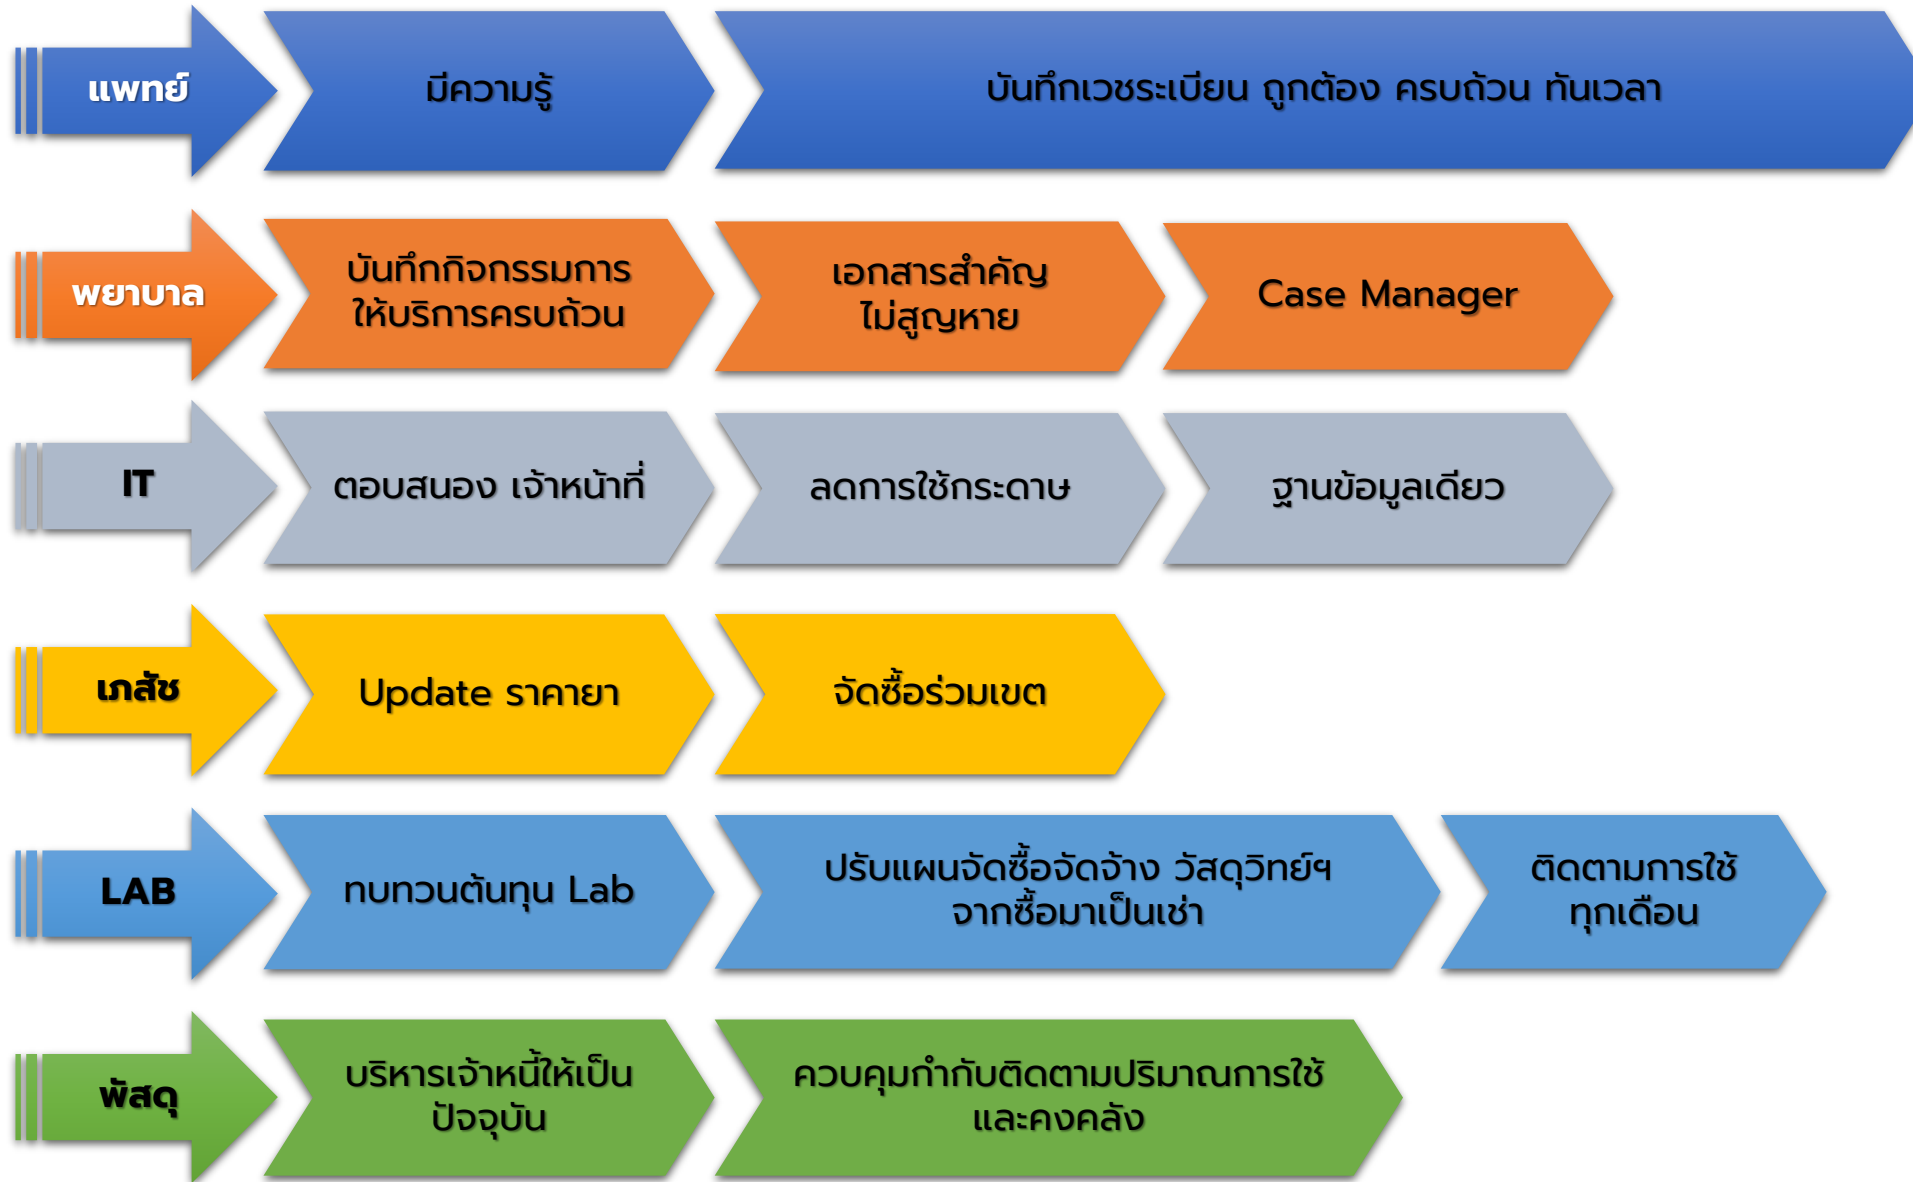 แพทย์
มีความรู้
บันทึกเวชระเบียน ถูกต้อง ครบถ้วน ทันเวลา
พยาบาล
บันทึกกิจกรรมการ
ให้บริการครบถ้วน
เอกสารสำคัญ
ไม่สูญหาย
Case Manager
IT
ตอบสนอง เจ้าหน้าที่
ลดการใช้กระดาษ
ฐานข้อมูลเดียว
เภสัช
Update ราคายา
จัดซื้อร่วมเขต
LAB
ทบทวนต้นทุน Lab
ปรับแผนจัดซื้อจัดจ้าง วัสดุวิทย์ฯ
จากซื้อมาเป็นเช่า
ติดตามการใช้
ทุกเดือน
พัสดุ
บริหารเจ้าหนี้ให้เป็น
ปัจจุบัน
ควบคุมกำกับติดตามปริมาณการใช้
และคงคลัง